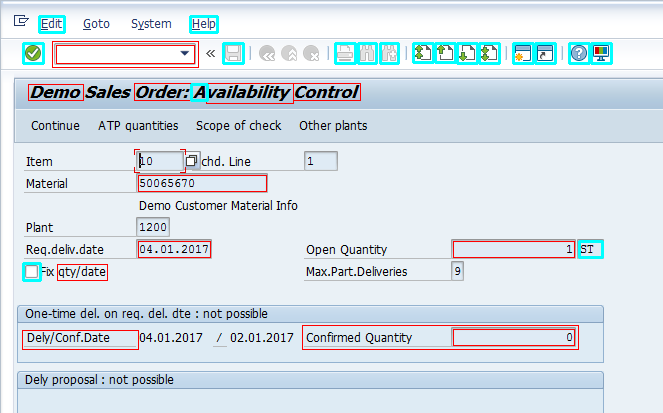 Edit Goto System Help
Demo Sales Order: Availability Control
Continue ATP quantities Scope of check Other plants
Item 10 chd. Line 1
Material 50065670
Demo Customer Material Info
Plant 1200
Req.deliv.date 04.01.2017 Open Quantity 1 ST
Fix qty/date Max.Part.Deliveries 9
One-time del. on req. del. dte : not possible
Dely/Conf.Date 04.01.2017 / 02.01.2017 Confirmed Quantity 0
Dely proposal : not possible